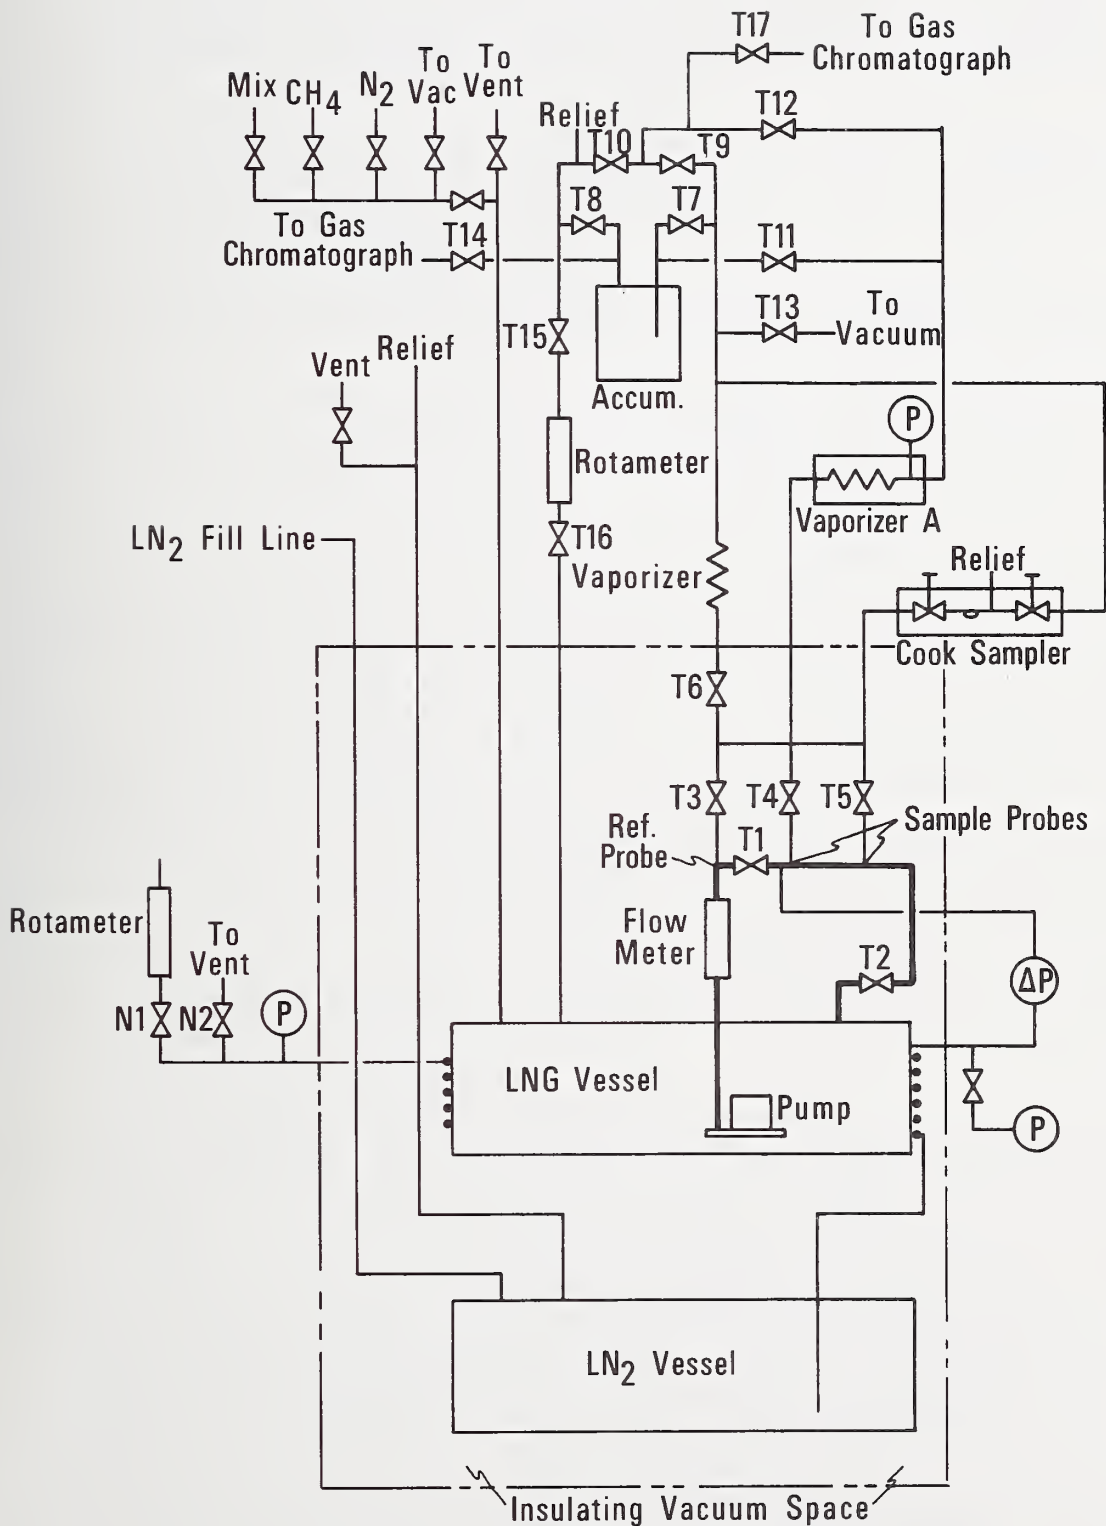 T17
To Gas
Chromatograph
Mix
CH4
N2
To
Vac
To
Vent
Relief
T10
T9
T12
T8
T7
T11
To Gas
Chromatograph
T14
T13
To
Vacuum
T15
Accum.
Vent
Relief
P
Rotameter
Vaporizer A
LN2 Fill Line
T16
Vaporizer
Relief
Cook Sampler
T6
T3
T4
T5
Ref.
Probe
T1
Sample Probes
Rotameter
To
Vent
Flow
Meter
T2
ΔP
N1
N2
P
LNG Vessel
Pump
P
LN2 Vessel
Insulating Vacuum Space